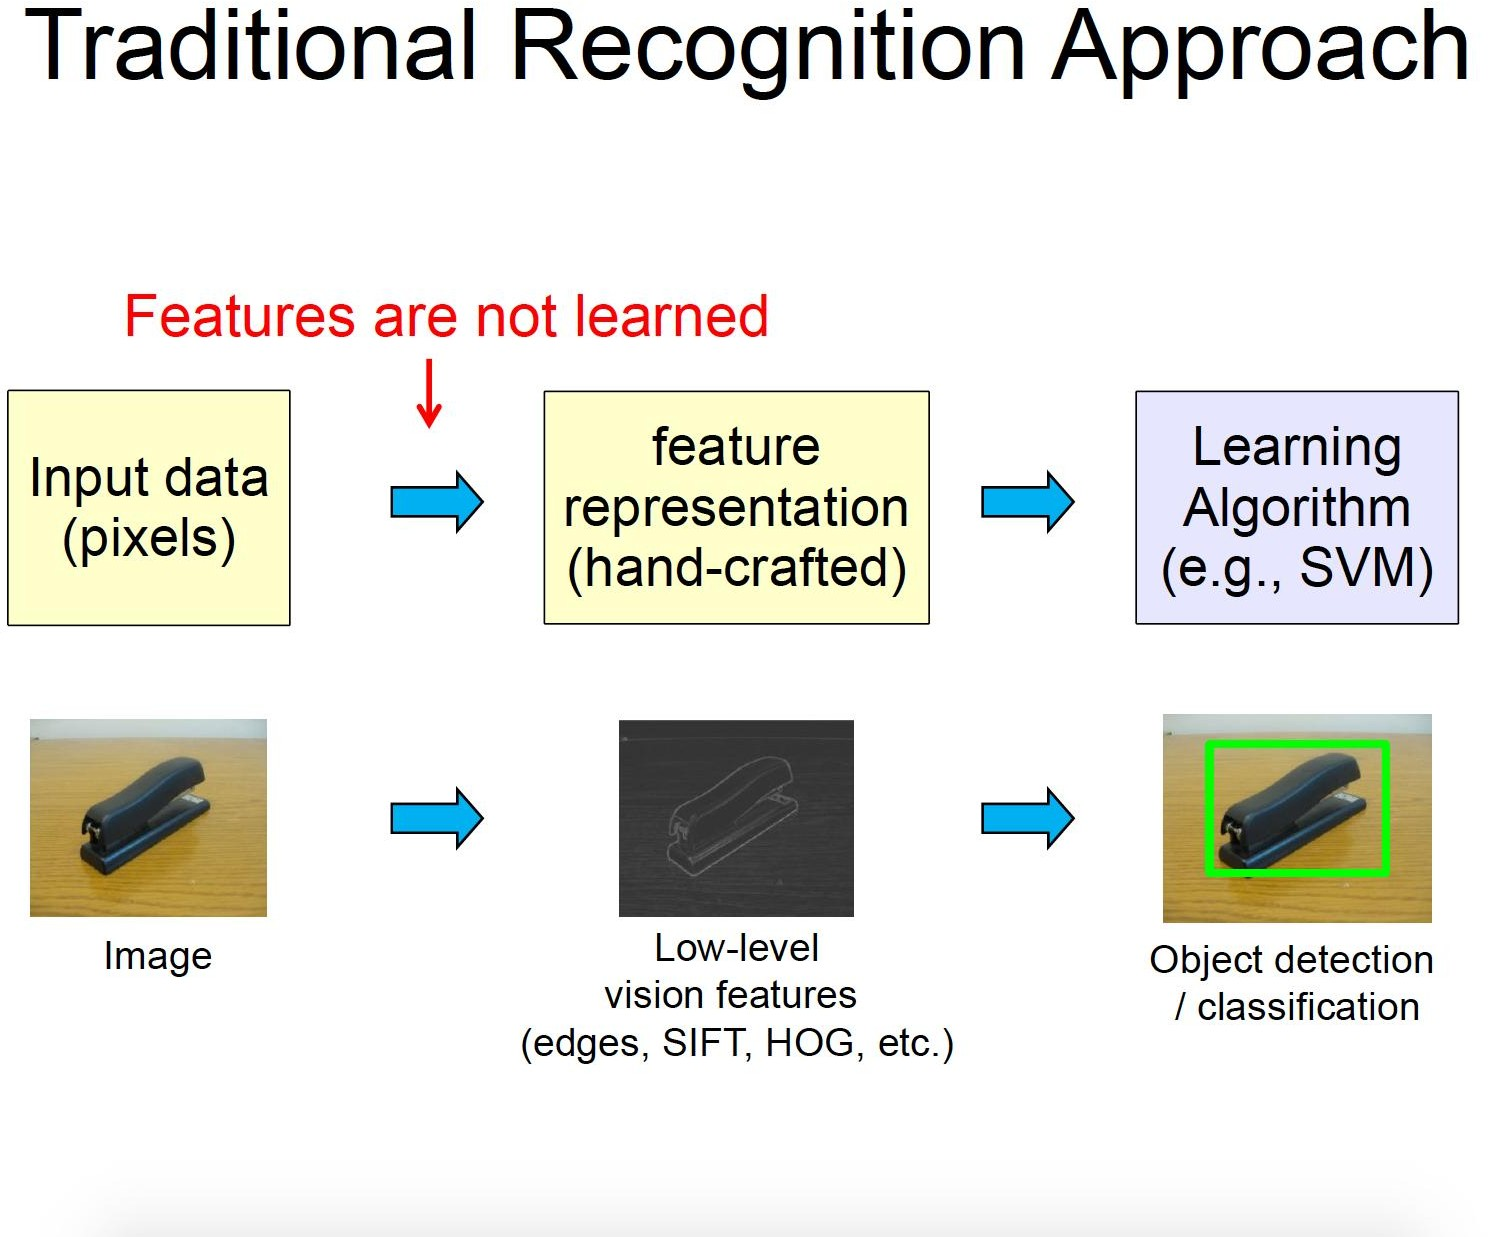 Traditional Recognition Approach
Features are not learned
Input data
(pixels)
feature
representation
(hand-crafted)
Learning
Algorithm
(e.g., SVM)
Image
Low-level
vision features
(edges, SIFT, HOG, etc.)
Object detection
/ classification